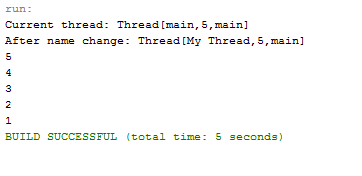 run:
Current thread: Thread[main,5,main]
After name change: Thread[My Thread,5,main]
5
4
3
2
1
BUILD SUCCESSFUL (total time: 5 seconds)